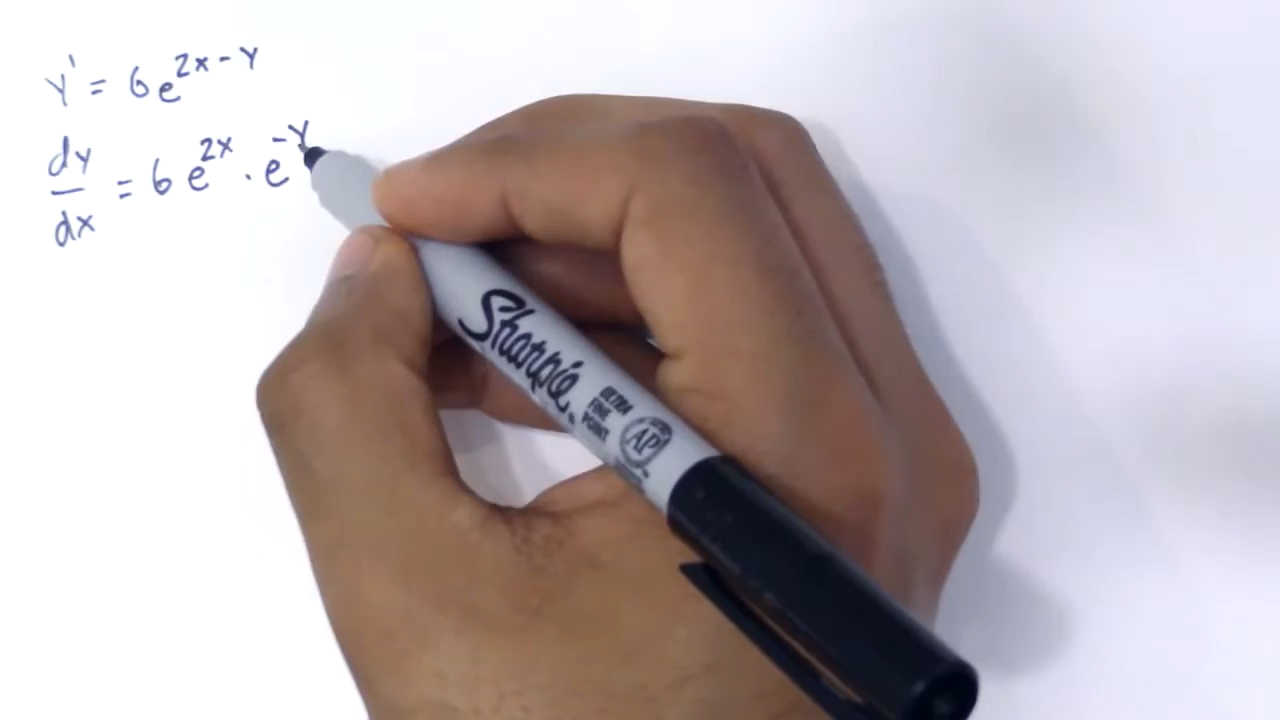 y' = 6e^{2x-y}
dy/dx = 6e^{2x} · e^{-y}
Sharpie
ULTRA
FINE
POINT
AP